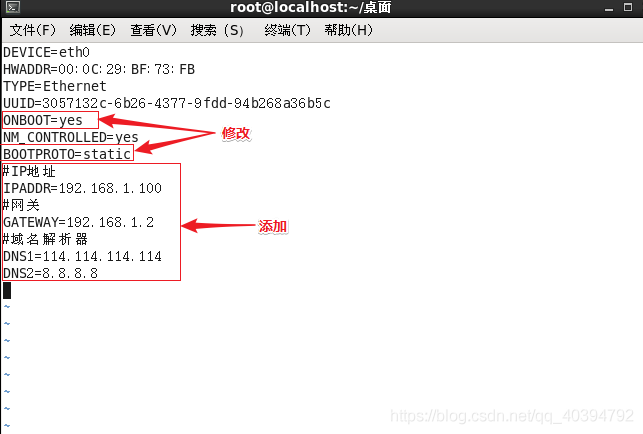 root@localhost:~/桌面
文件(F) 编辑(E) 查看(V) 搜索 (S) 终端(T) 帮助(H)
DEVICE=eth0
HWADDR=00:0C:29:BF:73:FB
TYPE=Ethernet
UUID=3057132c-6b26-4377-9fdd-94b268a36b5c
ONBOOT=yes
修改
NM_CONTROLLED=yes
BOOTPROTO=static
#IP地址
IPADDR=192.168.1.100
#网关
GATEWAY=192.168.1.2
添加
#域名解析器
DNS1=114.114.114.114
DNS2=8.8.8.8
~
~
~
~
~
~
~
~
https://blog.csdn.net/qq_40394792